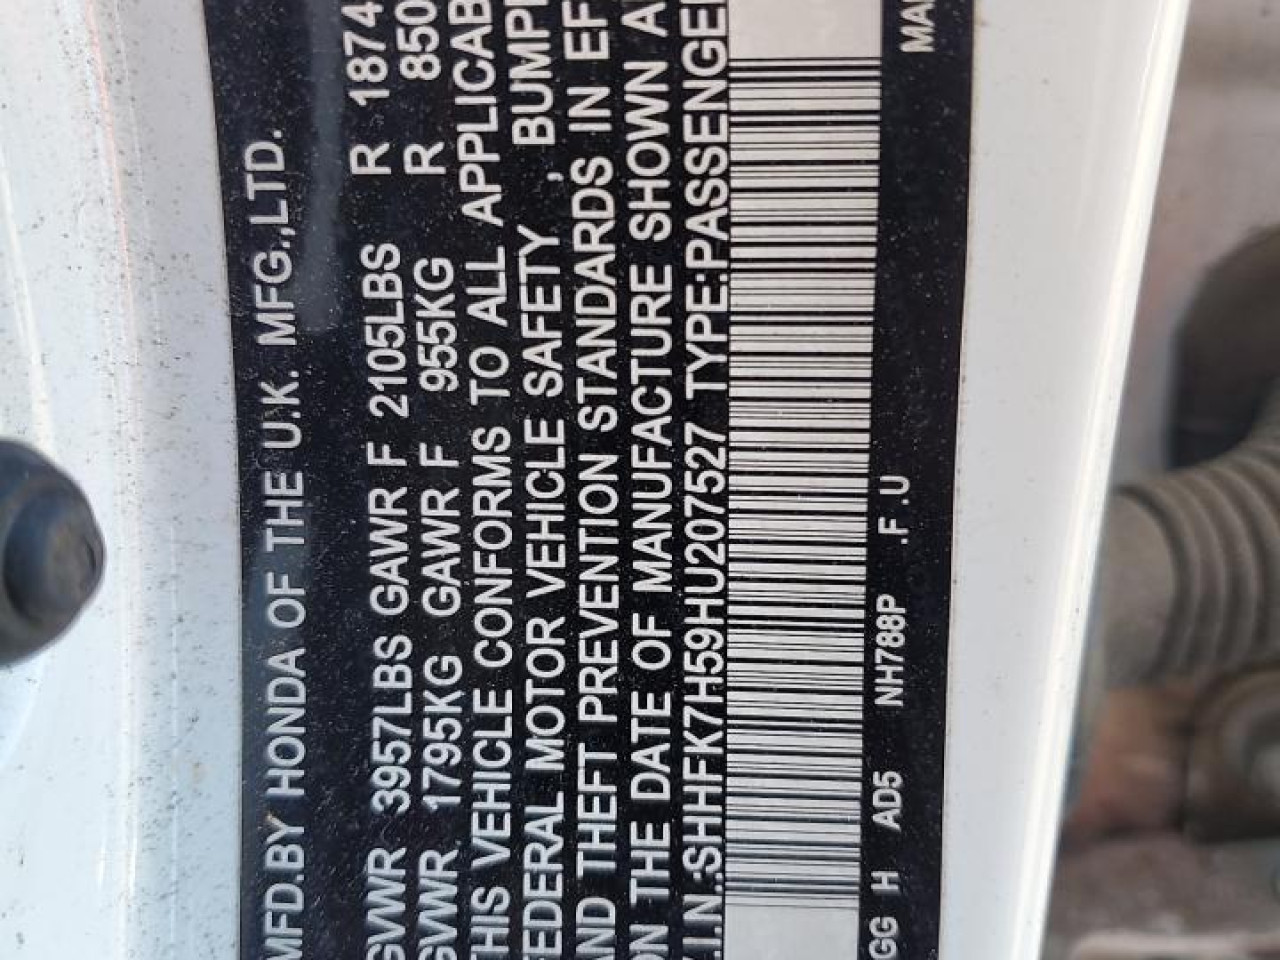 MFD.BY HONDA OF THE U.K. MFG.,LTD.
GVWR 3957LBS GAWR F 2105LBS R 1874
GVWR 1795KG GAWR F 955KG R 850
THIS VEHICLE CONFORMS TO ALL APPLICAB
FEDERAL MOTOR VEHICLE SAFETY , BUMP
AND THEFT PREVENTION STANDARDS IN EF
ON THE DATE OF MANUFACTURE SHOWN A
V.I.N.:SHHFK7H59HU207527 TYPE:PASSENGE
GG H AD5 NH788P .F .U MA